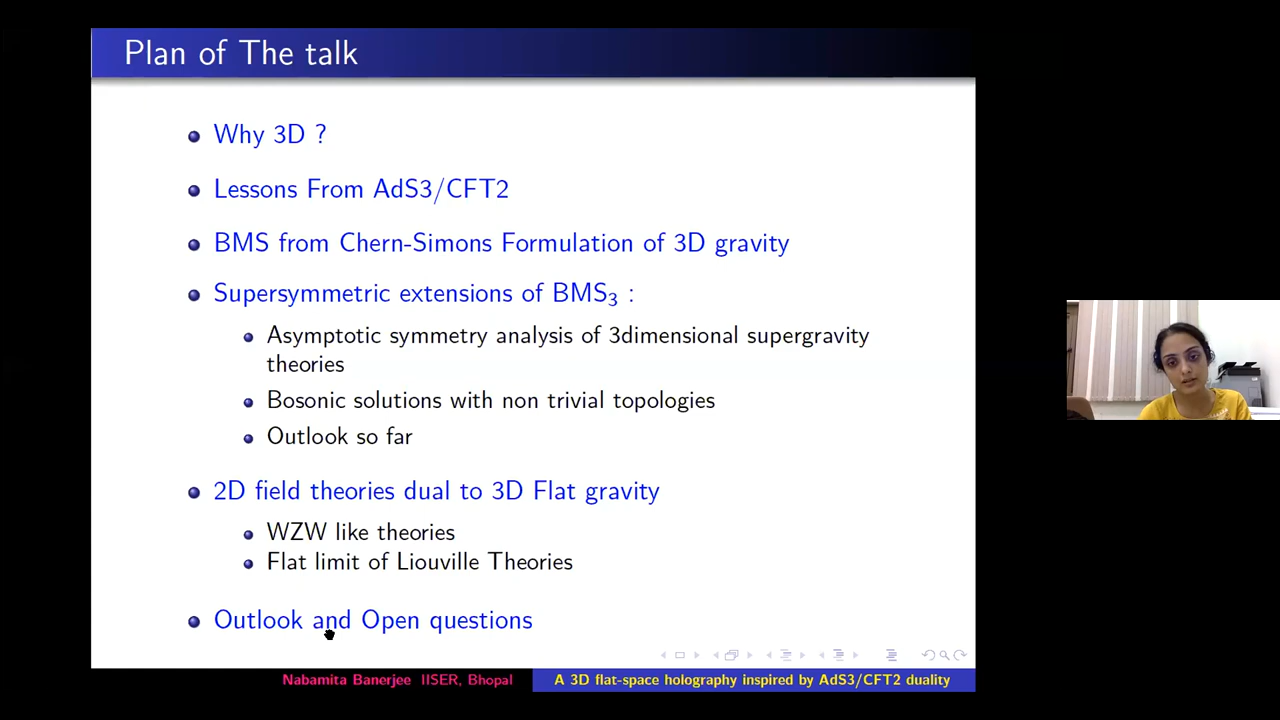 Plan of The talk
Why 3D ?
Lessons From AdS3/CFT2
BMS from Chern-Simons Formulation of 3D gravity
Supersymmetric extensions of BMS₃ :
Asymptotic symmetry analysis of 3dimensional supergravity
theories
Bosonic solutions with non trivial topologies
Outlook so far
2D field theories dual to 3D Flat gravity
WZW like theories
Flat limit of Liouville Theories
Outlook and Open questions
Nabamita Banerjee IISER, Bhopal
A 3D flat-space holography inspired by AdS3/CFT2 duality